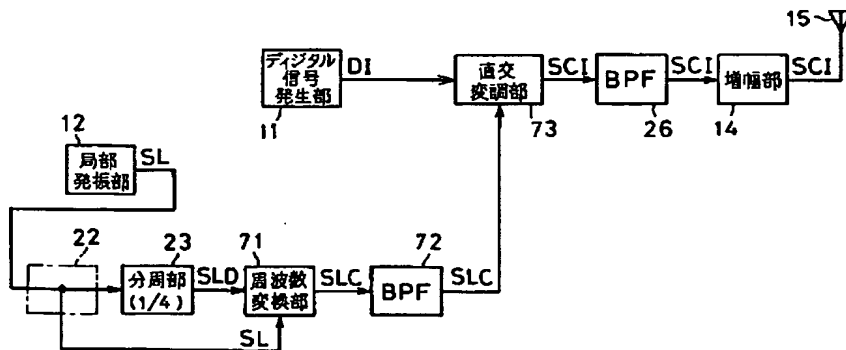 15
ディジタル
信号
発生部
DI
11
直交
変調部
SCI
73
BPF
SCI
26
増幅部
SCI
14
12
局部
発振部
SL
22
23
分周部
(1/4)
SLD
71
周波数
変換部
SLC
72
BPF
SLC
SL